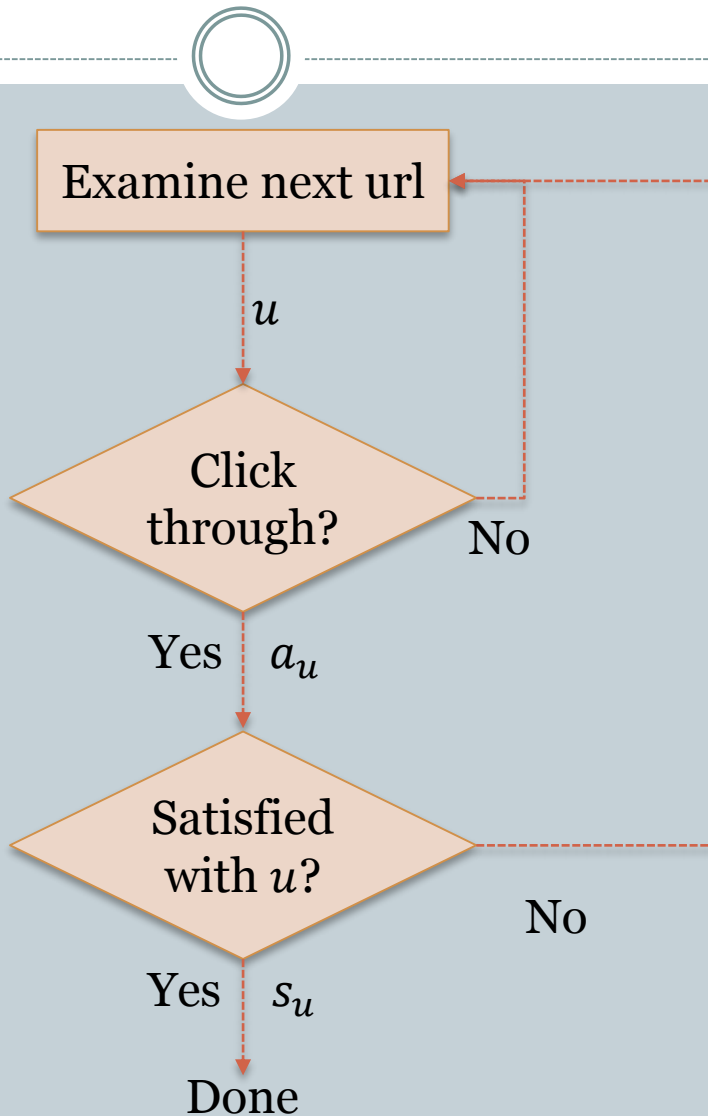 Examine next url
u
Click
through?
No
Yes a_u
Satisfied
with u?
No
Yes s_u
Done